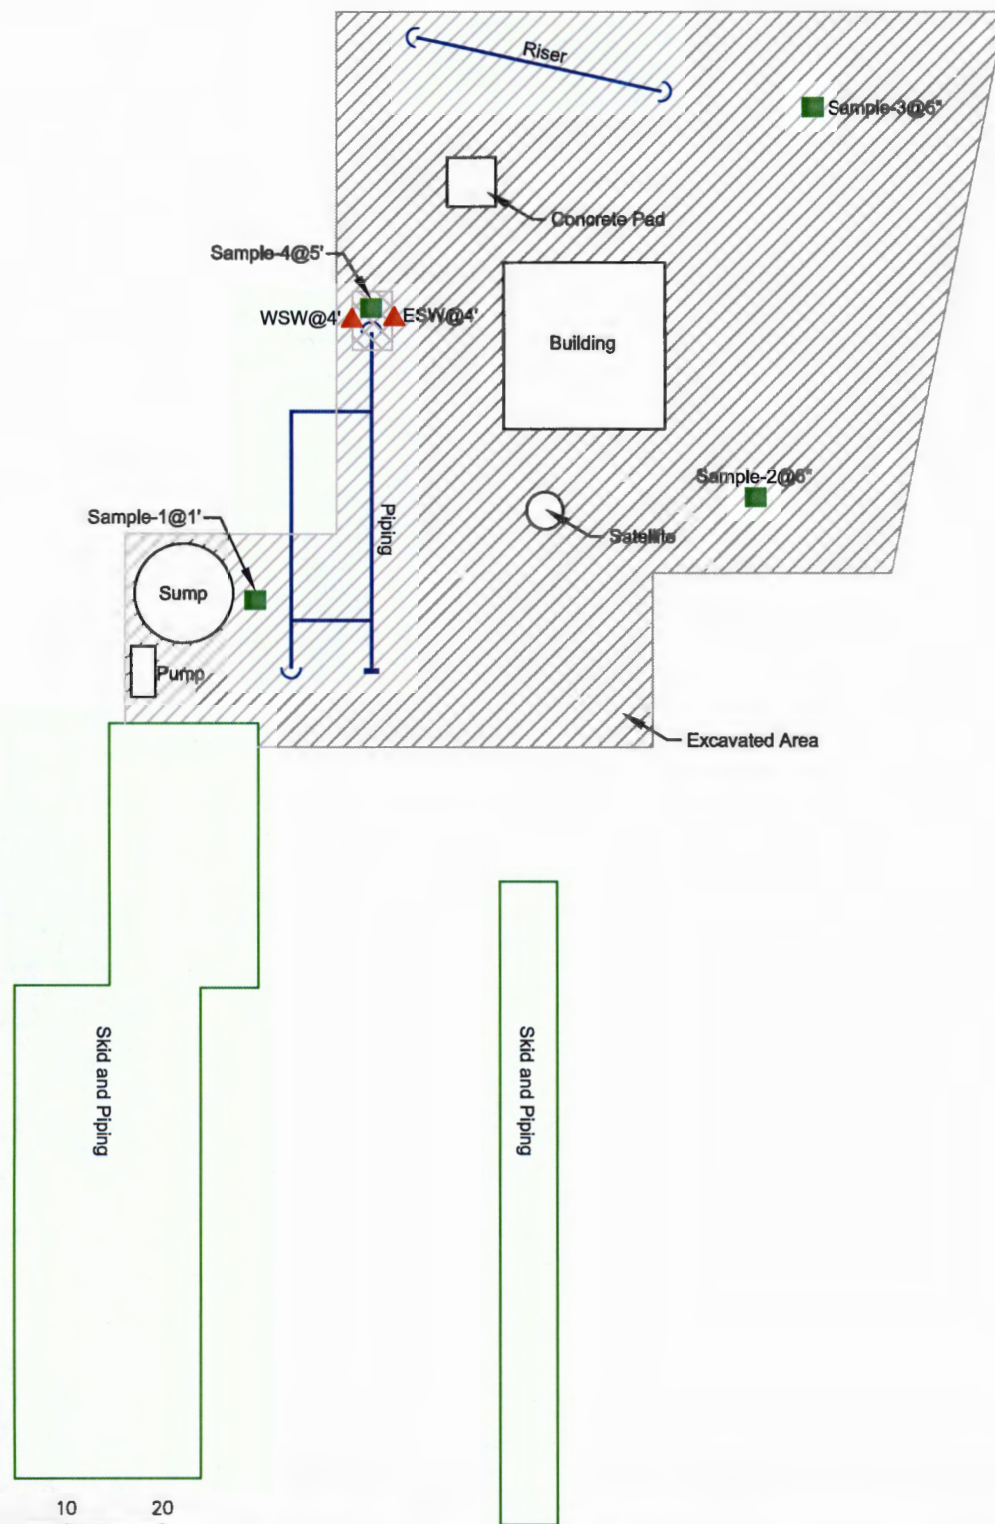 Riser
Sample-3@6"
Concrete Pad
Sample-4@5'
WSW@4'
ESW@4'
Building
Sample-2@6"
Sample-1@1'
Piping
Satellite
Sump
Pump
Excavated Area
Skid and Piping
Skid and Piping
10 20